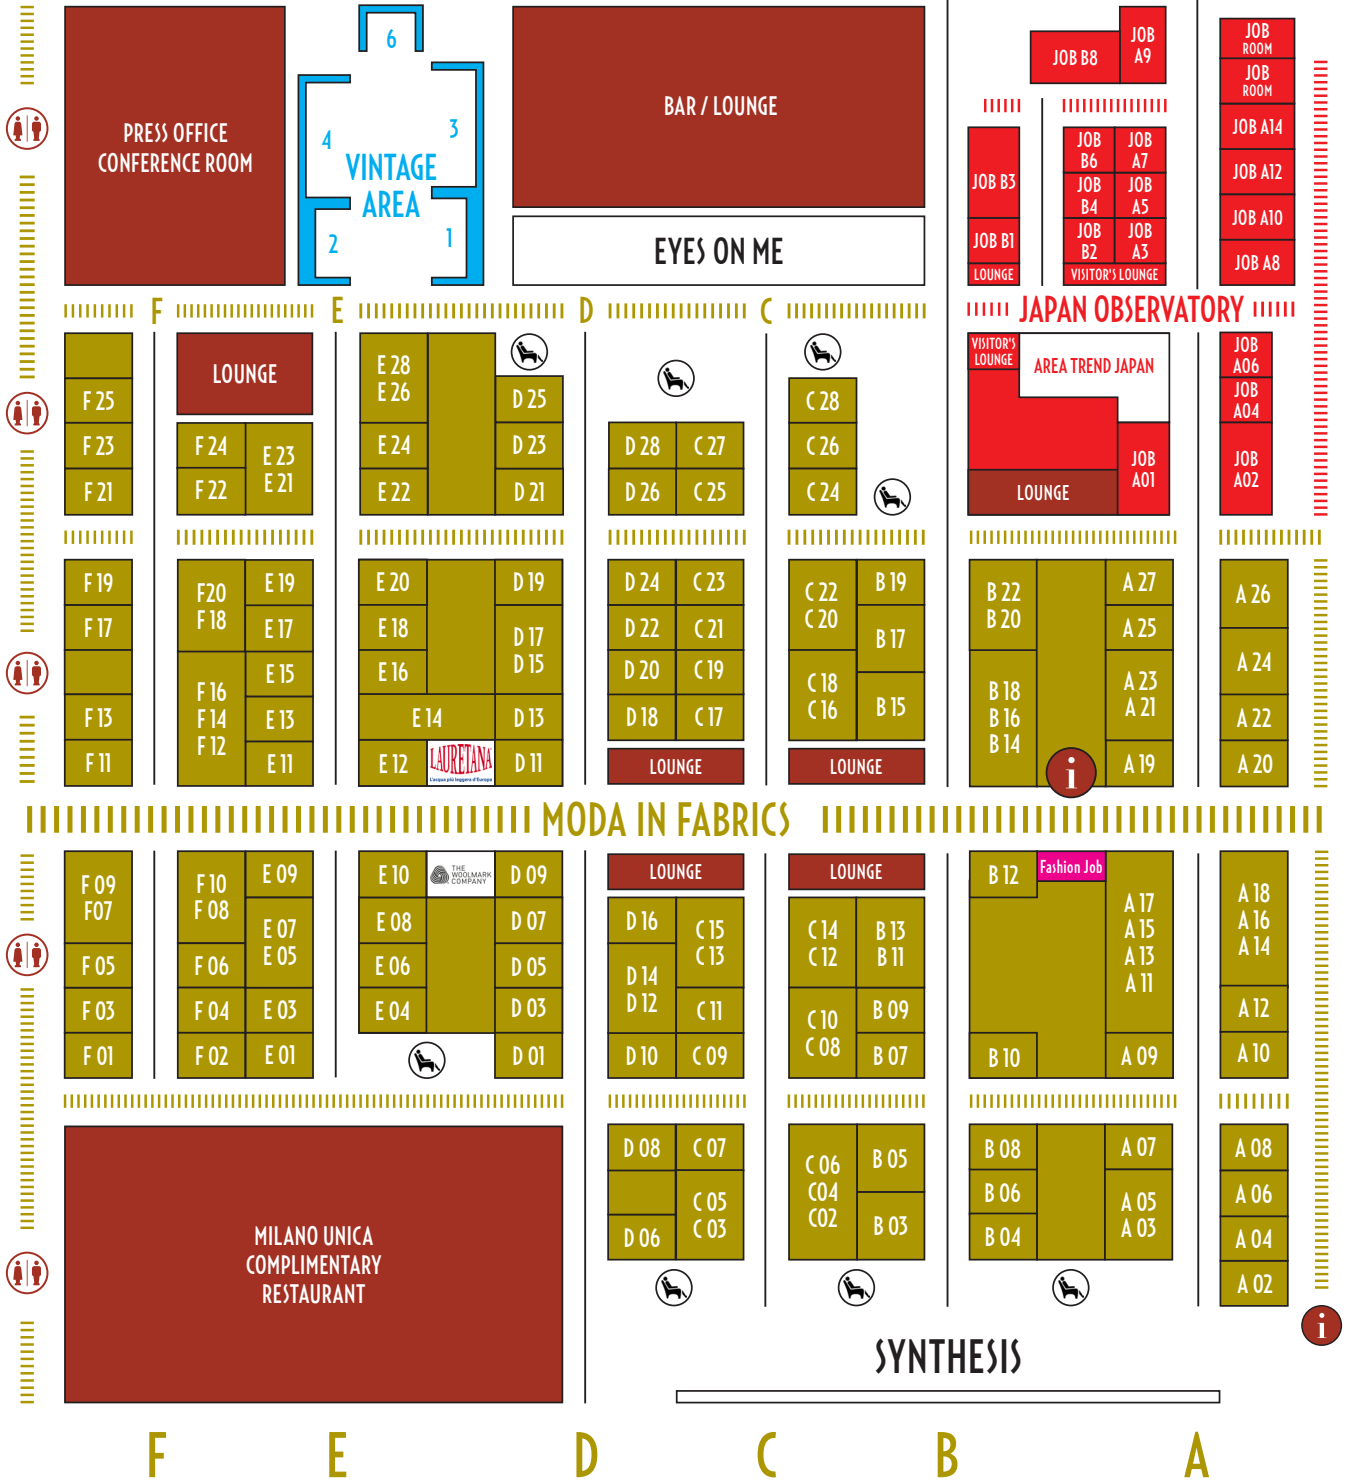 PRESS OFFICE
CONFERENCE ROOM
6
4
3
VINTAGE
AREA
2
1
BAR / LOUNGE
EYES ON ME
JOB B8
JOB
A9
JOB B3
JOB B1
LOUNGE
JOB
B6
JOB
A7
JOB
B4
JOB
A5
JOB
B2
JOB
A3
VISITOR'S LOUNGE
JOB
ROOM
JOB
ROOM
JOB A14
JOB A12
JOB A10
JOB A8
F
E
D
C
JAPAN OBSERVATORY
F 25
F 23
F 21
LOUNGE
F 24
F 22
E 23
E 21
E 28
E 26
E 24
E 22
D 25
D 23
D 21
D 28
C 27
D 26
C 25
C 28
C 26
C 24
VISITOR'S
LOUNGE
AREA TREND JAPAN
LOUNGE
JOB
A01
JOB
A06
JOB
A04
JOB
A02
F 19
F 17
F 13
F 11
F20
F 18
F 16
F 14
F 12
E 19
E 17
E 15
E 13
E 11
E 20
E 18
E 16
E 14
E 12
LAURETANA
L'acqua più leggera d'Europa
D 19
D 17
D 15
D 13
D 11
D 24
C 23
D 22
C 21
D 20
C 19
D 18
C 17
LOUNGE
C 22
C 20
C 18
C 16
B 19
B 17
B 15
LOUNGE
B 22
B 20
B 18
B 16
B 14
i
A 27
A 25
A 23
A 21
A 19
A 26
A 24
A 22
A 20
MODA IN FABRICS
F 09
F07
F 05
F 03
F 01
F 10
F 08
F 06
F 04
F 02
E 09
E 07
E 05
E 03
E 01
E 10
E 08
E 06
E 04
THE
WOOLMARK
COMPANY
D 09
D 07
D 05
D 03
D 01
LOUNGE
D 16
D 14
D 12
D 10
C 15
C 13
C 11
C 09
LOUNGE
C 14
C 12
C 10
C 08
B 13
B 11
B 09
B 07
B 12
Fashion Job
B 10
A 17
A 15
A 13
A 11
A 09
A 18
A 16
A 14
A 12
A 10
MILANO UNICA
COMPLIMENTARY
RESTAURANT
D 08
C 07
D 06
C 05
C 03
C 06
C04
C02
B 05
B 03
B 08
B 06
B 04
A 07
A 05
A 03
A 08
A 06
A 04
A 02
i
SYNTHESIS
F
E
D
C
B
A